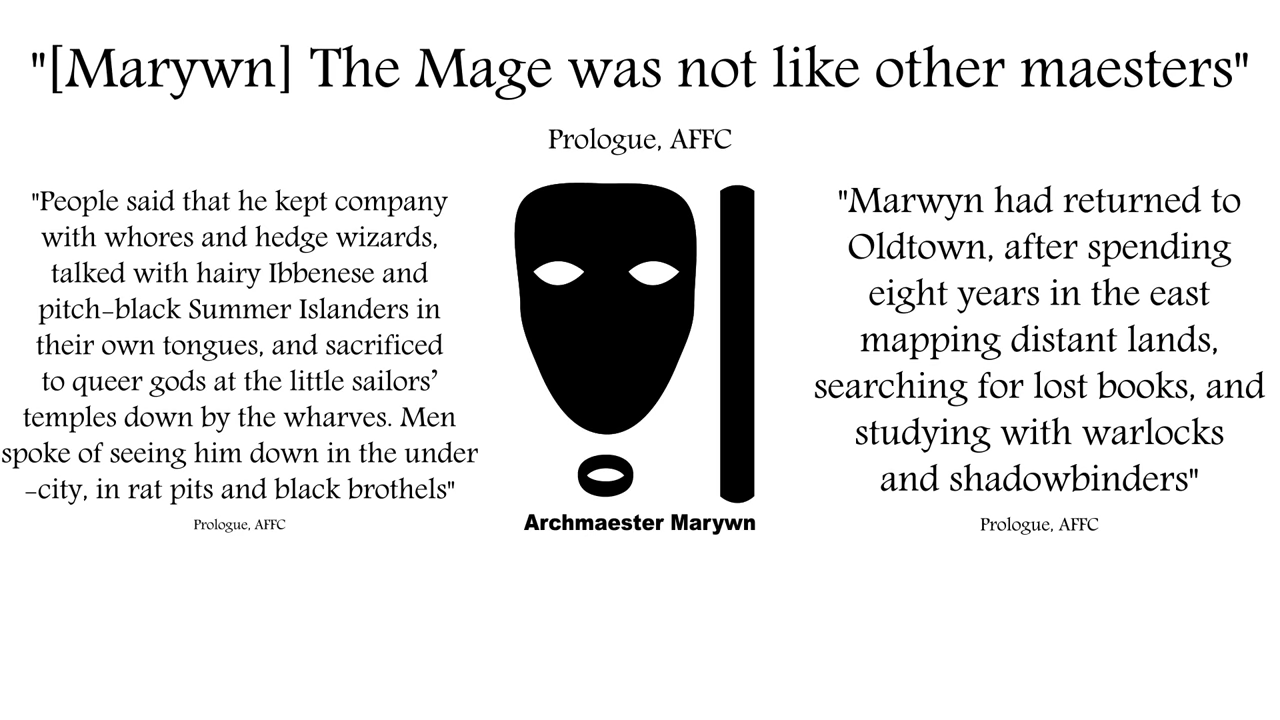 "[Marywn] The Mage was not like other maesters"
Prologue, AFFC
"People said that he kept company
with whores and hedge wizards,
talked with hairy Ibbenese and
pitch-black Summer Islanders in
their own tongues, and sacrificed
to queer gods at the little sailors’
temples down by the wharves. Men
spoke of seeing him down in the under
-city, in rat pits and black brothels"
Prologue, AFFC
Archmaester Marywn
"Marwyn had returned to
Oldtown, after spending
eight years in the east
mapping distant lands,
searching for lost books, and
studying with warlocks
and shadowbinders"
Prologue, AFFC